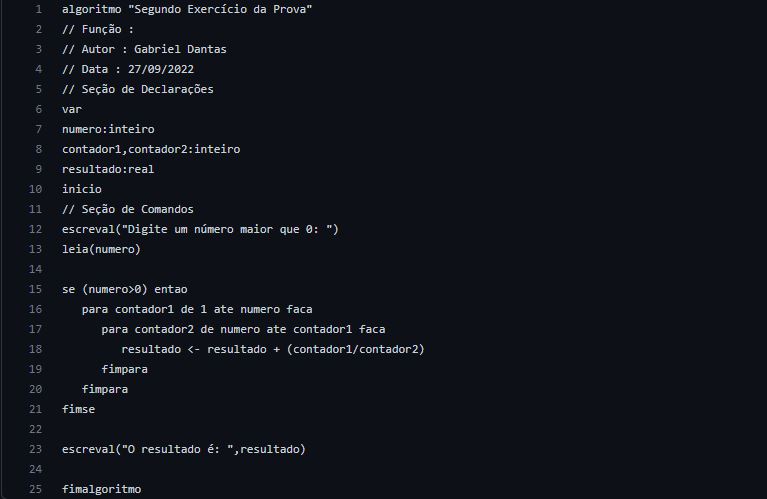 1 algoritmo "Segundo Exercício da Prova"
2 // Função :
3 // Autor : Gabriel Dantas
4 // Data : 27/09/2022
5 // Seção de Declarações
6 var
7 numero:inteiro
8 contador1,contador2:inteiro
9 resultado:real
10 inicio
11 // Seção de Comandos
12 escreval("Digite um número maior que 0: ")
13 leia(numero)
14
15 se (numero>0) entao
16    para contador1 de 1 ate numero faca
17       para contador2 de numero ate contador1 faca
18          resultado <- resultado + (contador1/contador2)
19       fimpara
20    fimpara
21 fimse
22
23 escreval("O resultado é: ",resultado)
24
25 fimalgoritmo